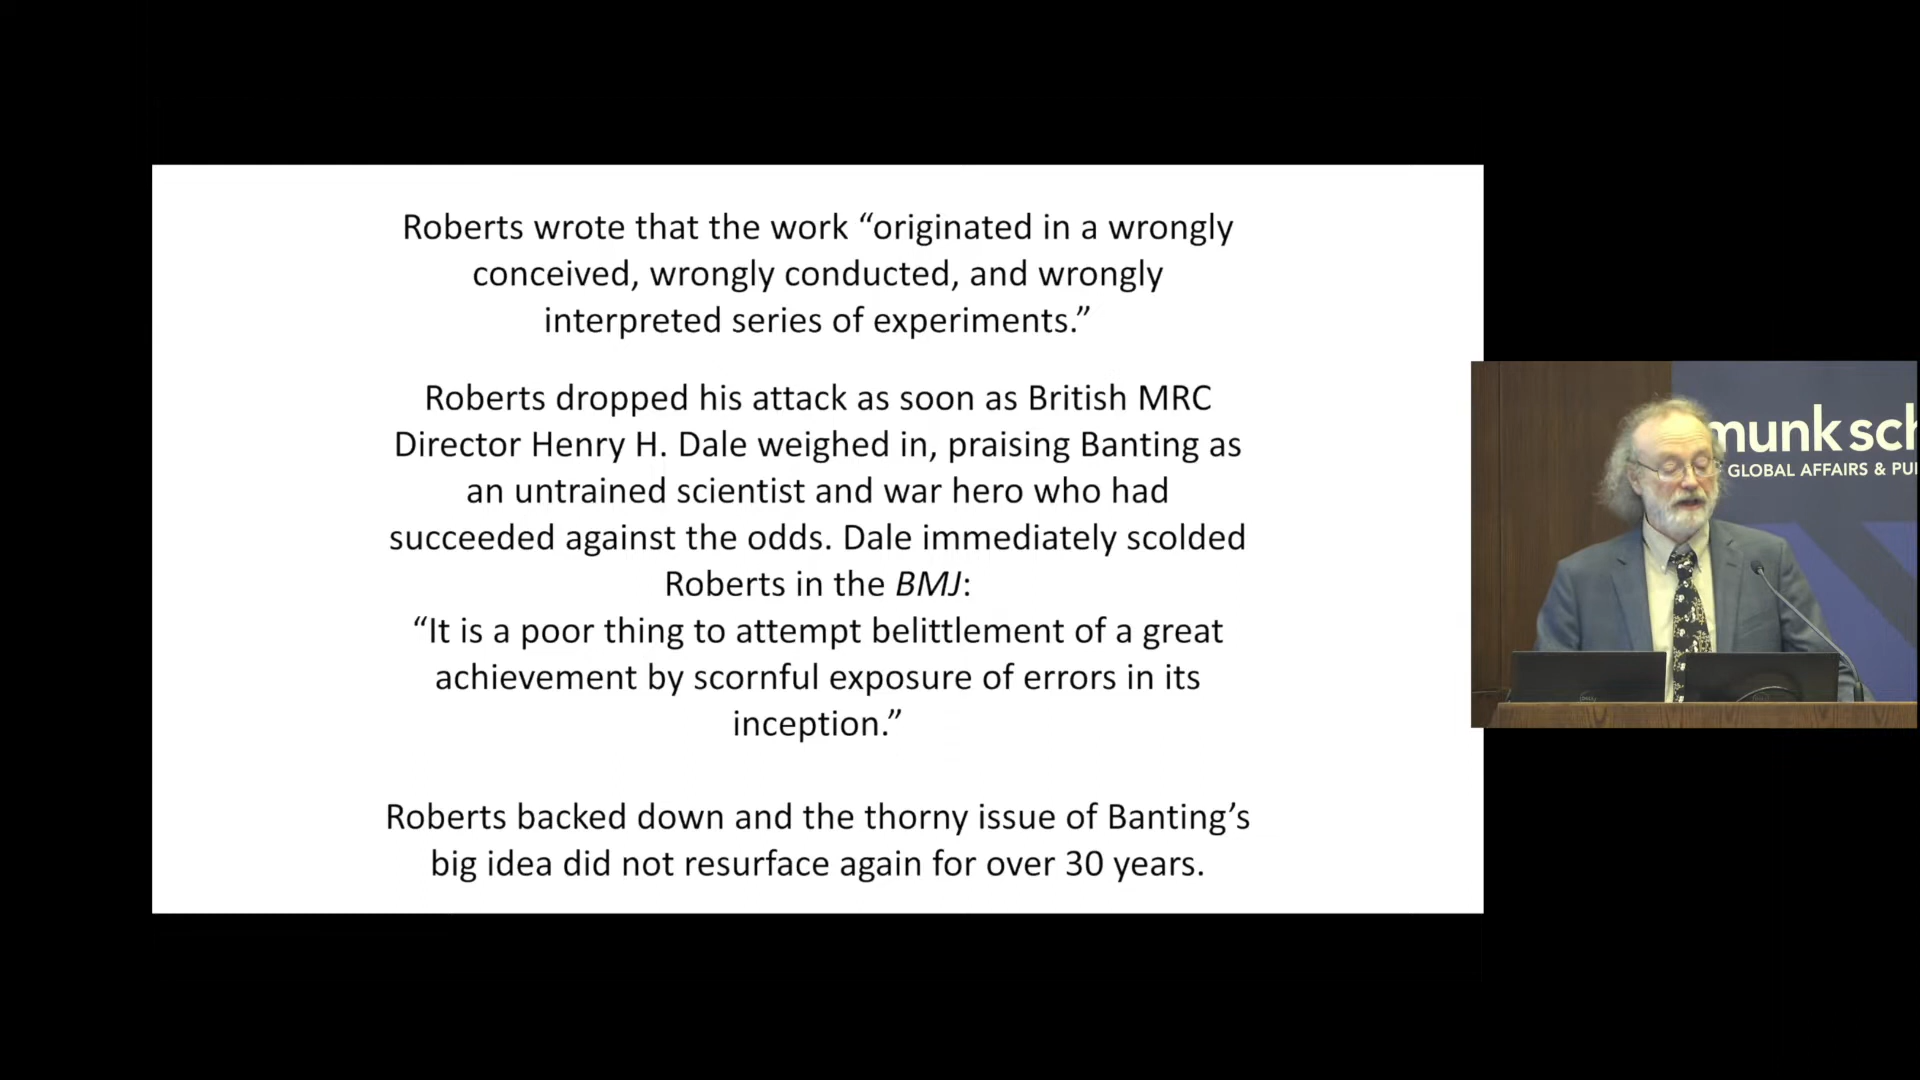 Roberts wrote that the work “originated in a wrongly
conceived, wrongly conducted, and wrongly
interpreted series of experiments.”
Roberts dropped his attack as soon as British MRC
Director Henry H. Dale weighed in, praising Banting as
an untrained scientist and war hero who had
succeeded against the odds. Dale immediately scolded
Roberts in the BMJ:
“It is a poor thing to attempt belittlement of a great
achievement by scornful exposure of errors in its
inception.”
Roberts backed down and the thorny issue of Banting’s
big idea did not resurface again for over 30 years.
munk sch
GLOBAL AFFAIRS & PU